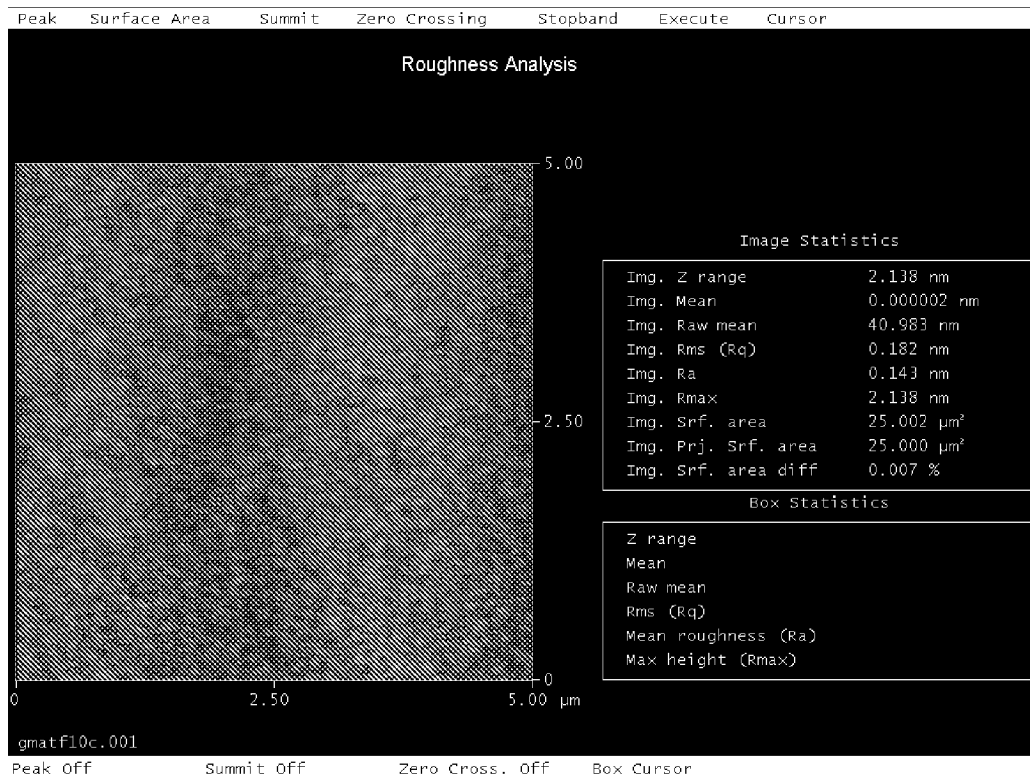 Peak Surface Area Summit Zero Crossing Stopband Execute Cursor
Roughness Analysis
5.00
2.50
0
0 2.50 5.00 µm
Image Statistics
Img. Z range 2.138 nm
Img. Mean 0.000002 nm
Img. Raw mean 40.983 nm
Img. Rms (Rq) 0.182 nm
Img. Ra 0.143 nm
Img. Rmax 2.138 nm
Img. Srf. area 25.002 µm²
Img. Prj. Srf. area 25.000 µm²
Img. Srf. area diff 0.007 %
Box Statistics
Z range
Mean
Raw mean
Rms (Rq)
Mean roughness (Ra)
Max height (Rmax)
gmatfl0c.001
Peak Off Summit Off Zero Cross. Off Box Cursor